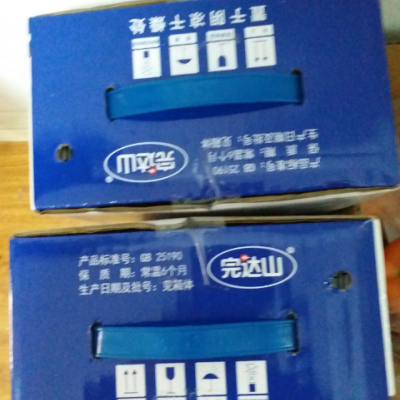 置于阴凉干燥处
完达山
产品标准号: GB 25190
保 质 期: 常温6个月
生产日期及批号: 见箱体
产品标准号: GB 25190
保 质 期: 常温6个月
生产日期及批号: 见箱体
完达山